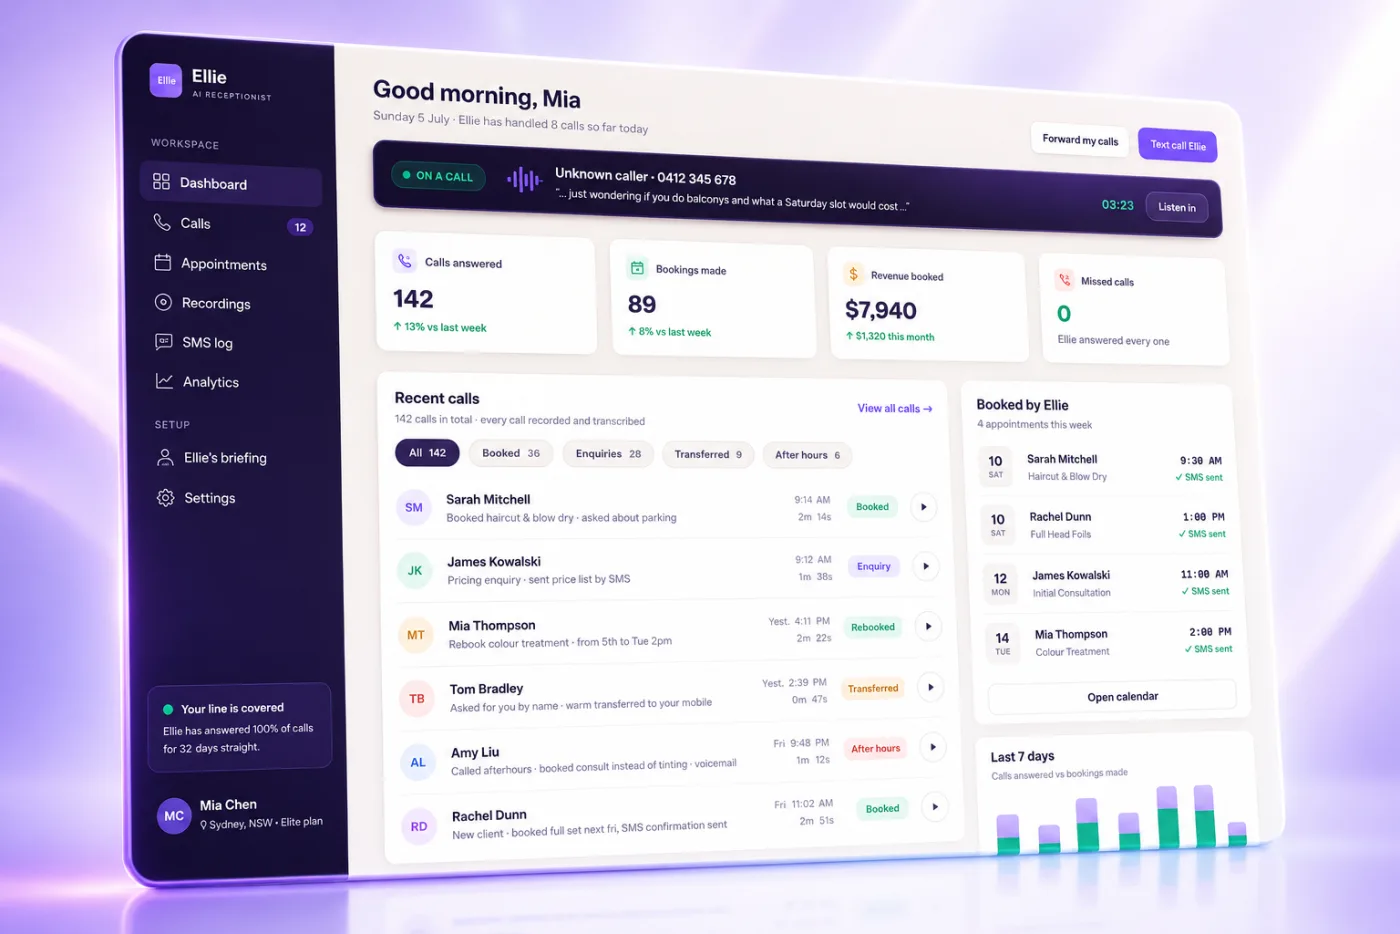 Ellie
Ellie
AI RECEPTIONIST
WORKSPACE
Dashboard
Calls 12
Appointments
Recordings
SMS log
Analytics
SETUP
Ellie's briefing
Settings
Your line is covered
Ellie has answered 100% of calls
for 32 days straight.
MC
Mia Chen
Sydney, NSW • Elite plan
Good morning, Mia
Sunday 5 July · Ellie has handled 8 calls so far today
Forward my calls
Text call Ellie
ON A CALL
Unknown caller · 0412 345 678
"... just wondering if you do balconys and what a Saturday slot would cost ..."
03:23
Listen in
Calls answered
142
↑ 13% vs last week
Bookings made
89
↑ 8% vs last week
$ Revenue booked
$7,940
↑ $1,320 this month
Missed calls
0
Ellie answered every one
Recent calls
142 calls in total · every call recorded and transcribed
View all calls →
All 142
Booked 36
Enquiries 28
Transferred 9
After hours 6
SM
Sarah Mitchell
Booked haircut & blow dry · asked about parking
9:14 AM
2m 14s
Booked
JK
James Kowalski
Pricing enquiry · sent price list by SMS
9:12 AM
1m 38s
Enquiry
MT
Mia Thompson
Rebook colour treatment · from 5th to Tue 2pm
Yest. 4:11 PM
2m 22s
Rebooked
TB
Tom Bradley
Asked for you by name · warm transferred to your mobile
Yest. 2:39 PM
0m 47s
Transferred
AL
Amy Liu
Called afterhours · booked consult instead of tinting · voicemail
Fri 9:48 PM
1m 12s
After hours
RD
Rachel Dunn
New client · booked full set next fri, SMS confirmation sent
Fri 11:02 AM
2m 51s
Booked
Booked by Ellie
4 appointments this week
10
SAT
Sarah Mitchell
Haircut & Blow Dry
9:30 AM
✓ SMS sent
10
SAT
Rachel Dunn
Full Head Foils
1:00 PM
✓ SMS sent
12
MON
James Kowalski
Initial Consultation
11:00 AM
✓ SMS sent
14
TUE
Mia Thompson
Colour Treatment
2:00 PM
✓ SMS sent
Open calendar
Last 7 days
Calls answered vs bookings made